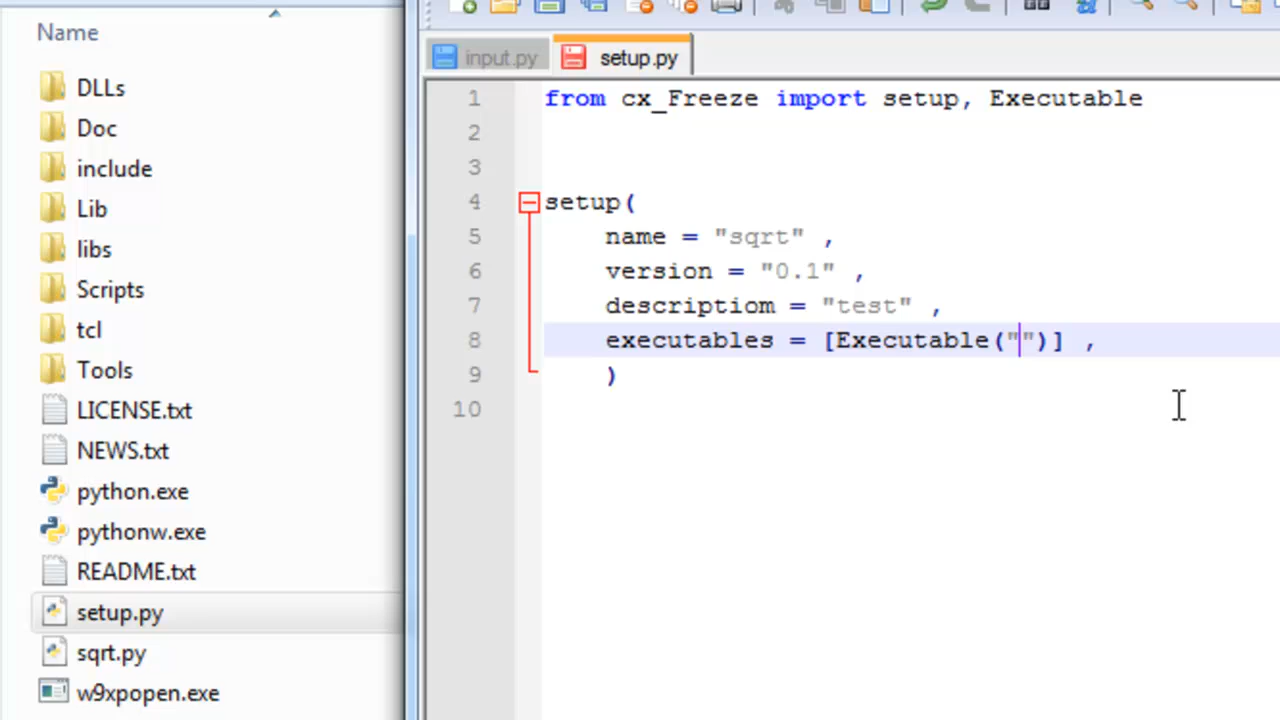 Name
DLLs
Doc
include
Lib
libs
Scripts
tcl
Tools
LICENSE.txt
NEWS.txt
python.exe
pythonw.exe
README.txt
setup.py
sqrt.py
w9xpopen.exe
input.py setup.py
1 from cx_Freeze import setup, Executable
2
3
4 setup(
5 name = "sqrt" ,
6 version = "0.1" ,
7 descriptiom = "test" ,
8 executables = [Executable("")] ,
9 )
10